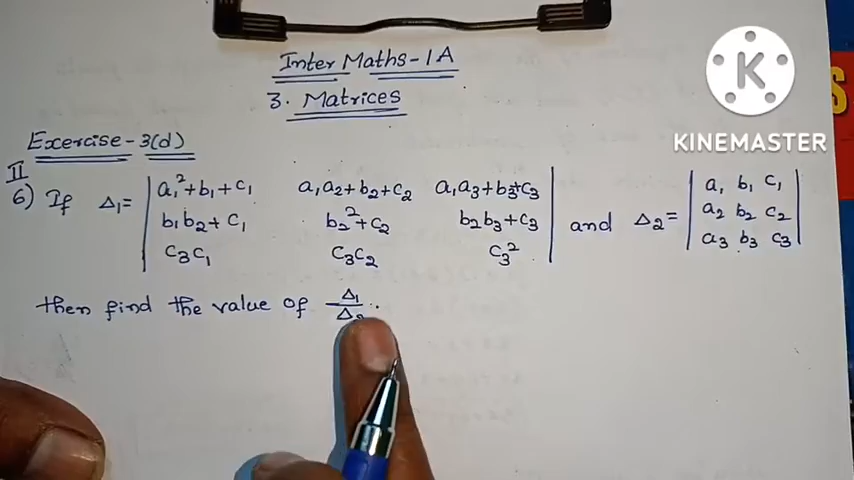 Inter Maths-1A
3. Matrices
K
KINEMASTER
Exercise-3(d)
II
6) If Δ₁= | a₁²+b₁+c₁ a₁a₂+b₂+c₂ a₁a₃+b₃+c₃ | and Δ₂= | a₁ b₁ c₁ |
| b₁b₂+c₁ b₂²+c₂ b₂b₃+c₃ | | a₂ b₂ c₂ |
| c₃c₁ c₃c₂ c₃² | | a₃ b₃ c₃ |
then find the value of Δ₁/Δ₂.